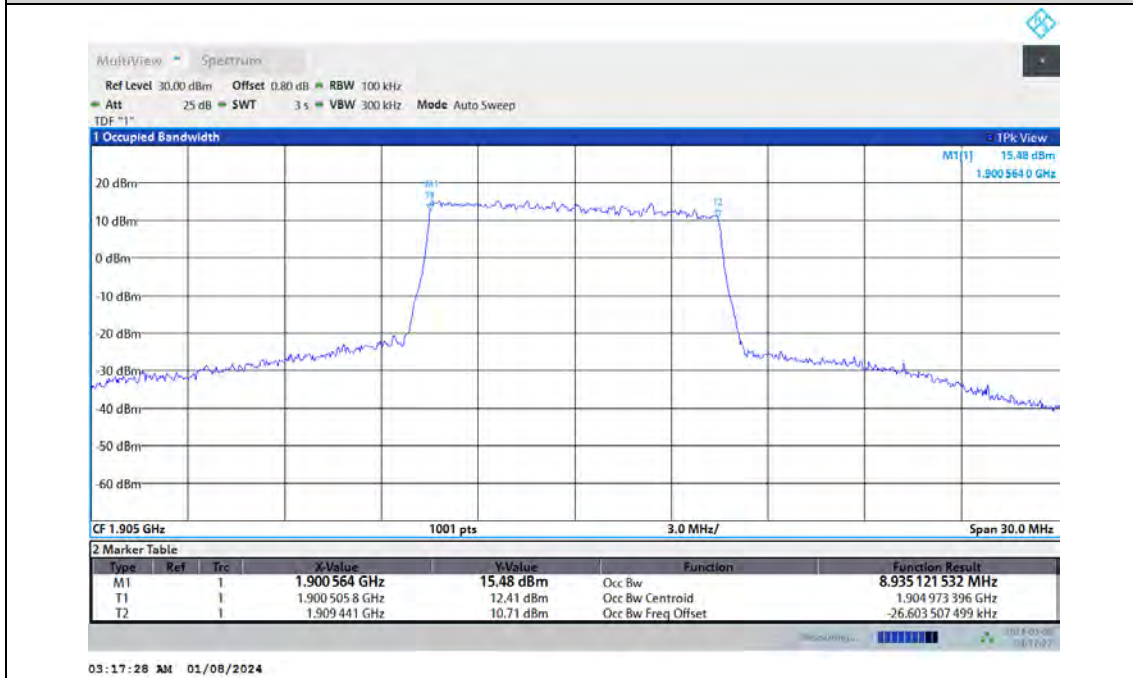 MultiView Spectrum
Ref Level 30.00 dBm Offset 0.80 dB RBW 100 kHz
Att 25 dB SWT 3 s VBW 300 kHz Mode Auto Sweep
TDF "1"
1 Occupied Bandwidth 1Pk View
M1[1] 15.48 dBm
1.900 564 0 GHz
20 dBm
M1
T1
T2
10 dBm
0 dBm
-10 dBm
-20 dBm
-30 dBm
-40 dBm
-50 dBm
-60 dBm
CF 1.905 GHz 1001 pts 3.0 MHz/ Span 30.0 MHz
2 Marker Table
Type Ref Trc X-Value Y-Value Function Function Result
M1 1 1.900 564 GHz 15.48 dBm Occ Bw 8.935 121 532 MHz
T1 1 1.900 505 8 GHz 12.41 dBm Occ Bw Centroid 1.904 973 396 GHz
T2 1 1.909 441 GHz 10.71 dBm Occ Bw Freq Offset -26.603 507 499 kHz
03:17:28 AM 01/08/2024